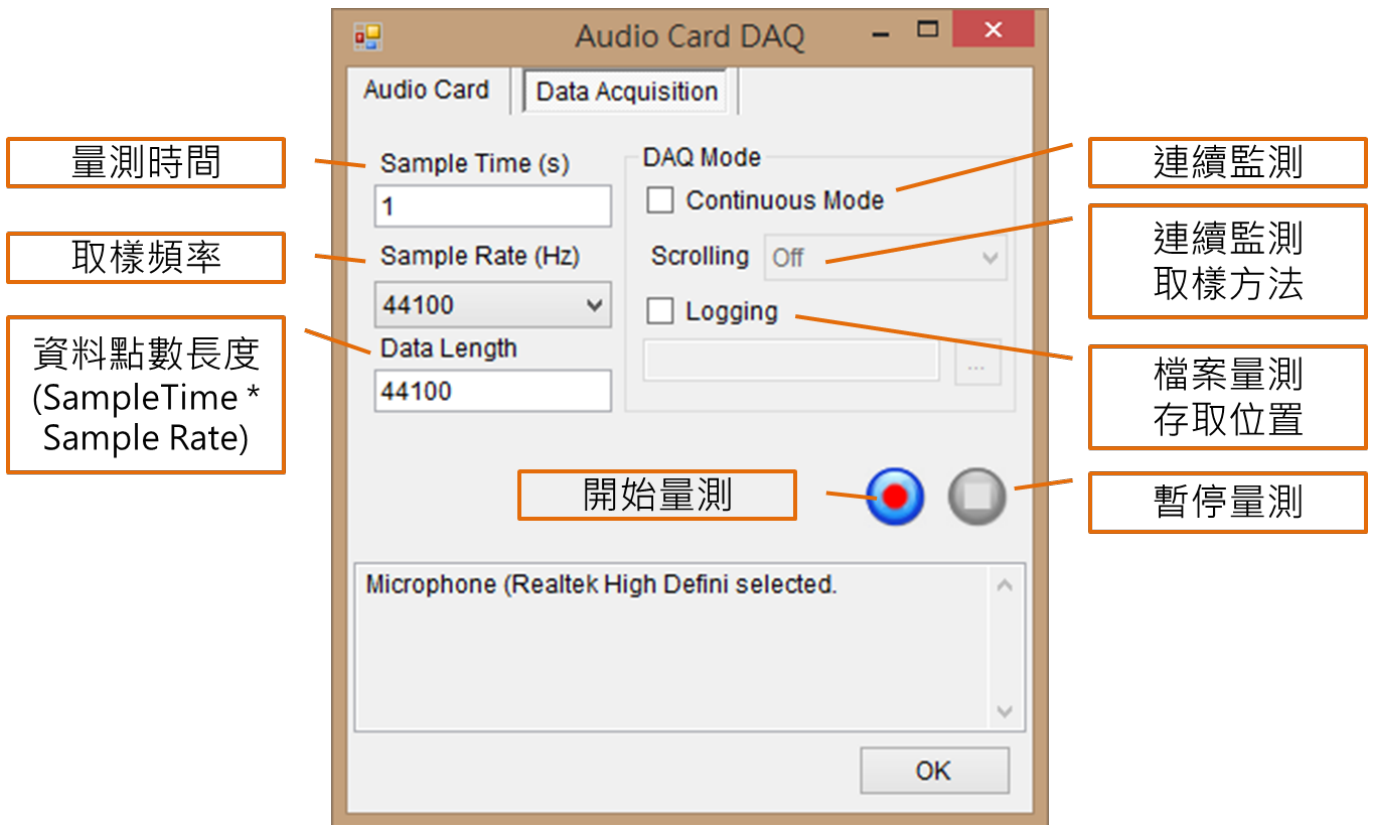 Audio Card DAQ
Audio Card
Data Acquisition
量測時間
Sample Time (s)
1
取樣頻率
Sample Rate (Hz)
44100
資料點數長度
(SampleTime *
Sample Rate)
Data Length
44100
DAQ Mode
Continuous Mode
連續監測
Scrolling
Off
連續監測
取樣方法
Logging
...
檔案量測
存取位置
開始量測
暫停量測
Microphone (Realtek High Defini selected.
OK